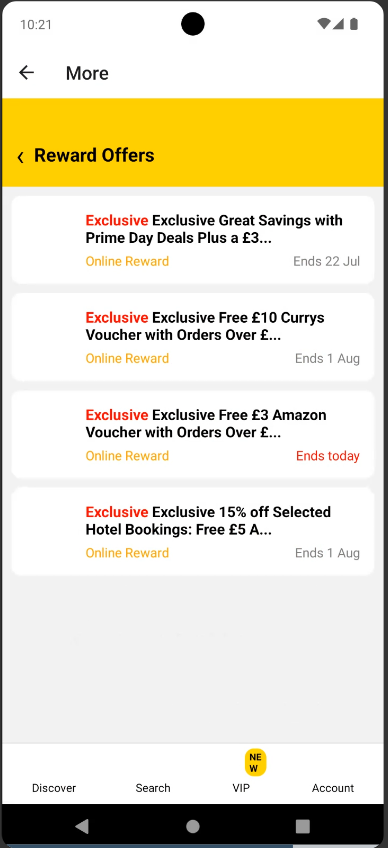 10:21
More
Reward Offers
Exclusive Exclusive Great Savings with
Prime Day Deals Plus a £3...
Online Reward
Ends 22 Jul
Exclusive Exclusive Free £10 Currys
Voucher with Orders Over £...
Online Reward
Ends 1 Aug
Exclusive Exclusive Free £3 Amazon
Voucher with Orders Over £...
Online Reward
Ends today
Exclusive Exclusive 15% off Selected
Hotel Bookings: Free £5 A...
Online Reward
Ends 1 Aug
NE
W
Discover
Search
VIP
Account